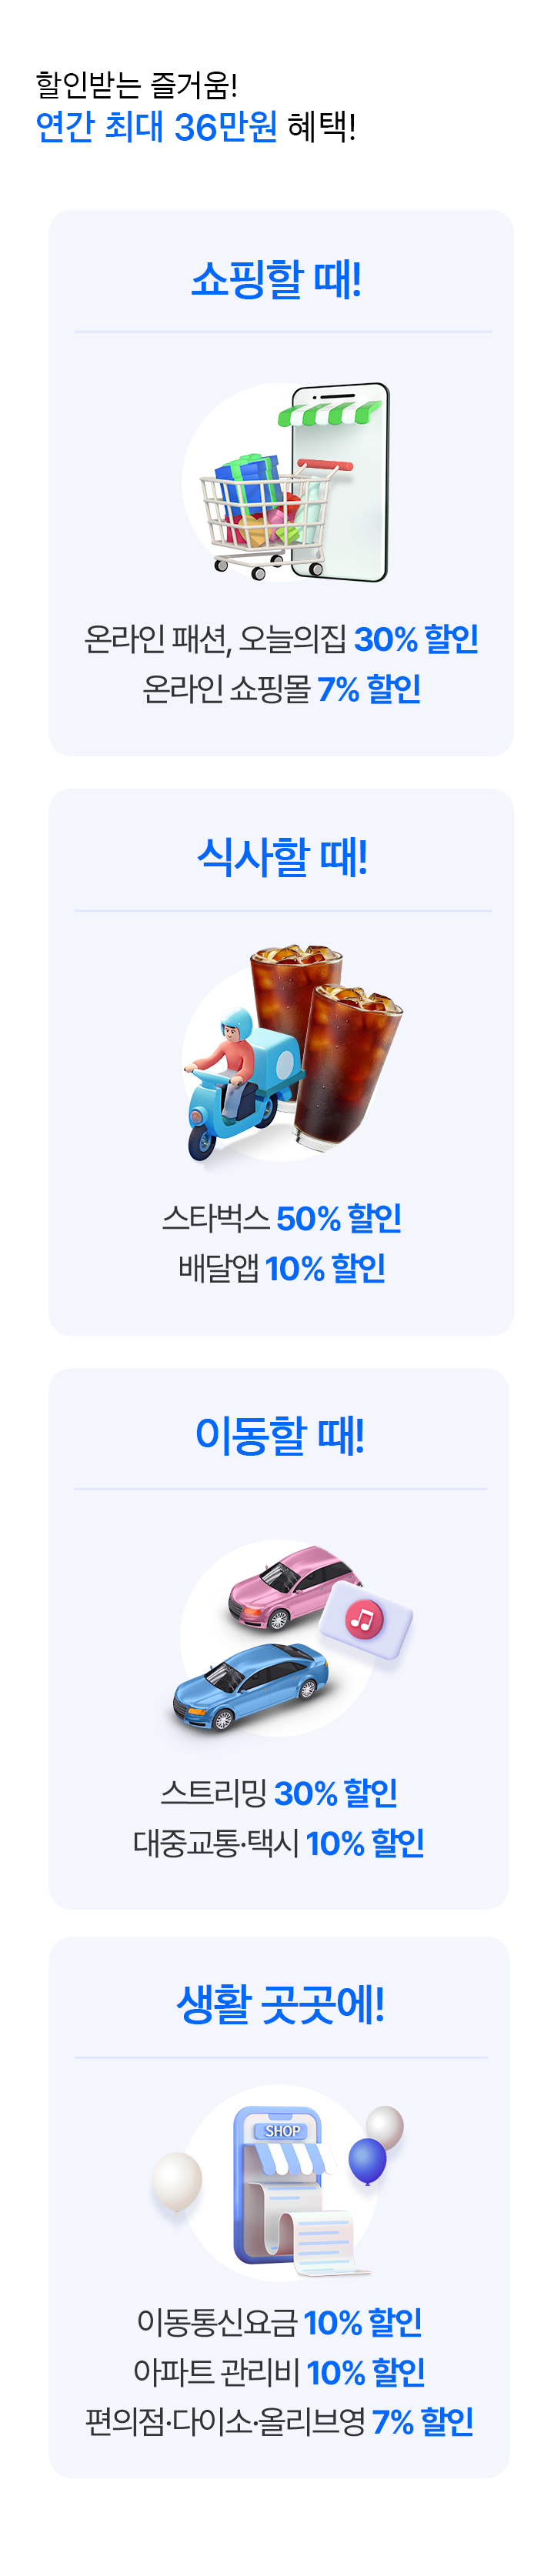 할인받는 즐거움!
연간 최대 36만원 혜택!
쇼핑할 때!
온라인 패션, 오늘의집 30% 할인
온라인 쇼핑몰 7% 할인
식사할 때!
스타벅스 50% 할인
배달앱 10% 할인
이동할 때!
스트리밍 30% 할인
대중교통·택시 10% 할인
생활 곳곳에!
SHOP
이동통신요금 10% 할인
아파트 관리비 10% 할인
편의점·다이소·올리브영 7% 할인